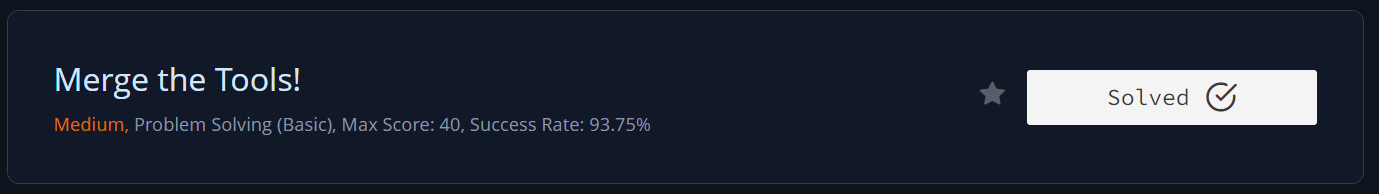 Merge the Tools!
Medium, Problem Solving (Basic), Max Score: 40, Success Rate: 93.75%
Solved